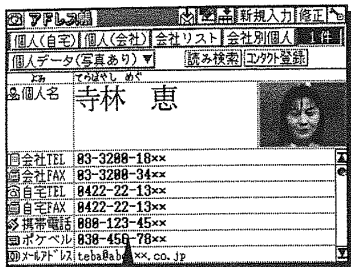 アドレス帳 新規入力 修正
個人(自宅) 個人(会社) 会社リスト 会社別個人 1件
個人データ(写真あり)▼ 読み検索 コンタクト登録
よみ てらばやし めぐ
個人名 寺林 恵
会社TEL 03-3208-18××
会社FAX 03-3208-34××
自宅TEL 0422-22-13××
自宅FAX 0422-22-13××
携帯電話 080-123-45××
ポケベル 030-456-78××
メールアドレス teba@abc××.co.jp